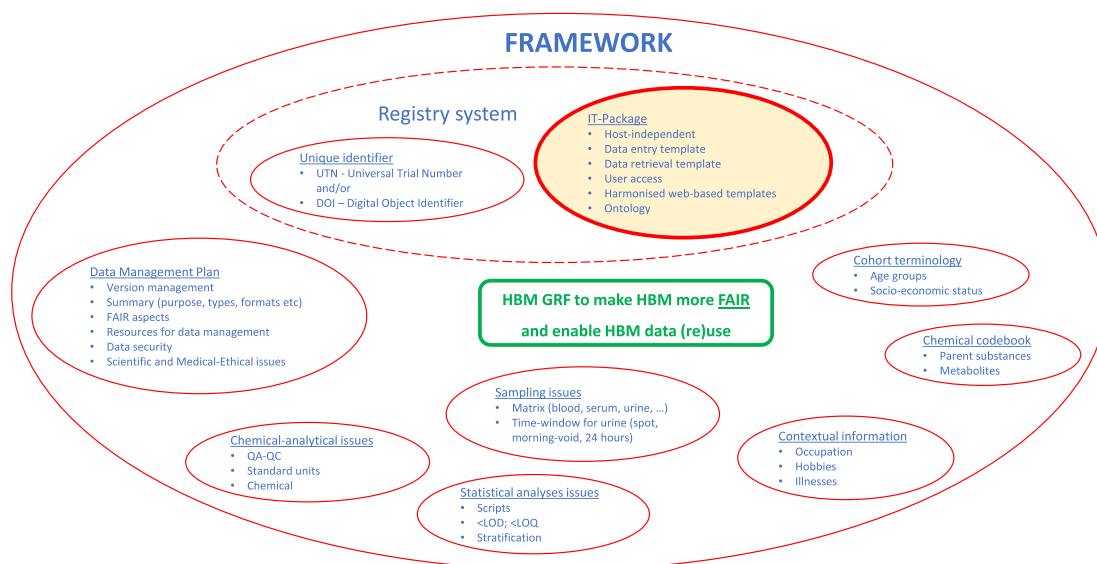 FRAMEWORK
Registry system
IT-Package
• Host-independent
• Data entry template
• Data retrieval template
• User access
• Harmonised web-based templates
• Ontology
Unique identifier
• UTN - Universal Trial Number
and/or
• DOI – Digital Object Identifier
Data Management Plan
• Version management
• Summary (purpose, types, formats etc)
• FAIR aspects
• Resources for data management
• Data security
• Scientific and Medical-Ethical issues
Cohort terminology
• Age groups
• Socio-economic status
HBM GRF to make HBM more FAIR
and enable HBM data (re)use
Chemical codebook
• Parent substances
• Metabolites
Sampling issues
• Matrix (blood, serum, urine, …)
• Time-window for urine (spot,
morning-void, 24 hours)
Chemical-analytical issues
• QA-QC
• Standard units
• Chemical
Contextual information
• Occupation
• Hobbies
• Illnesses
Statistical analyses issues
• Scripts
• <LOD; <LOQ
• Stratification